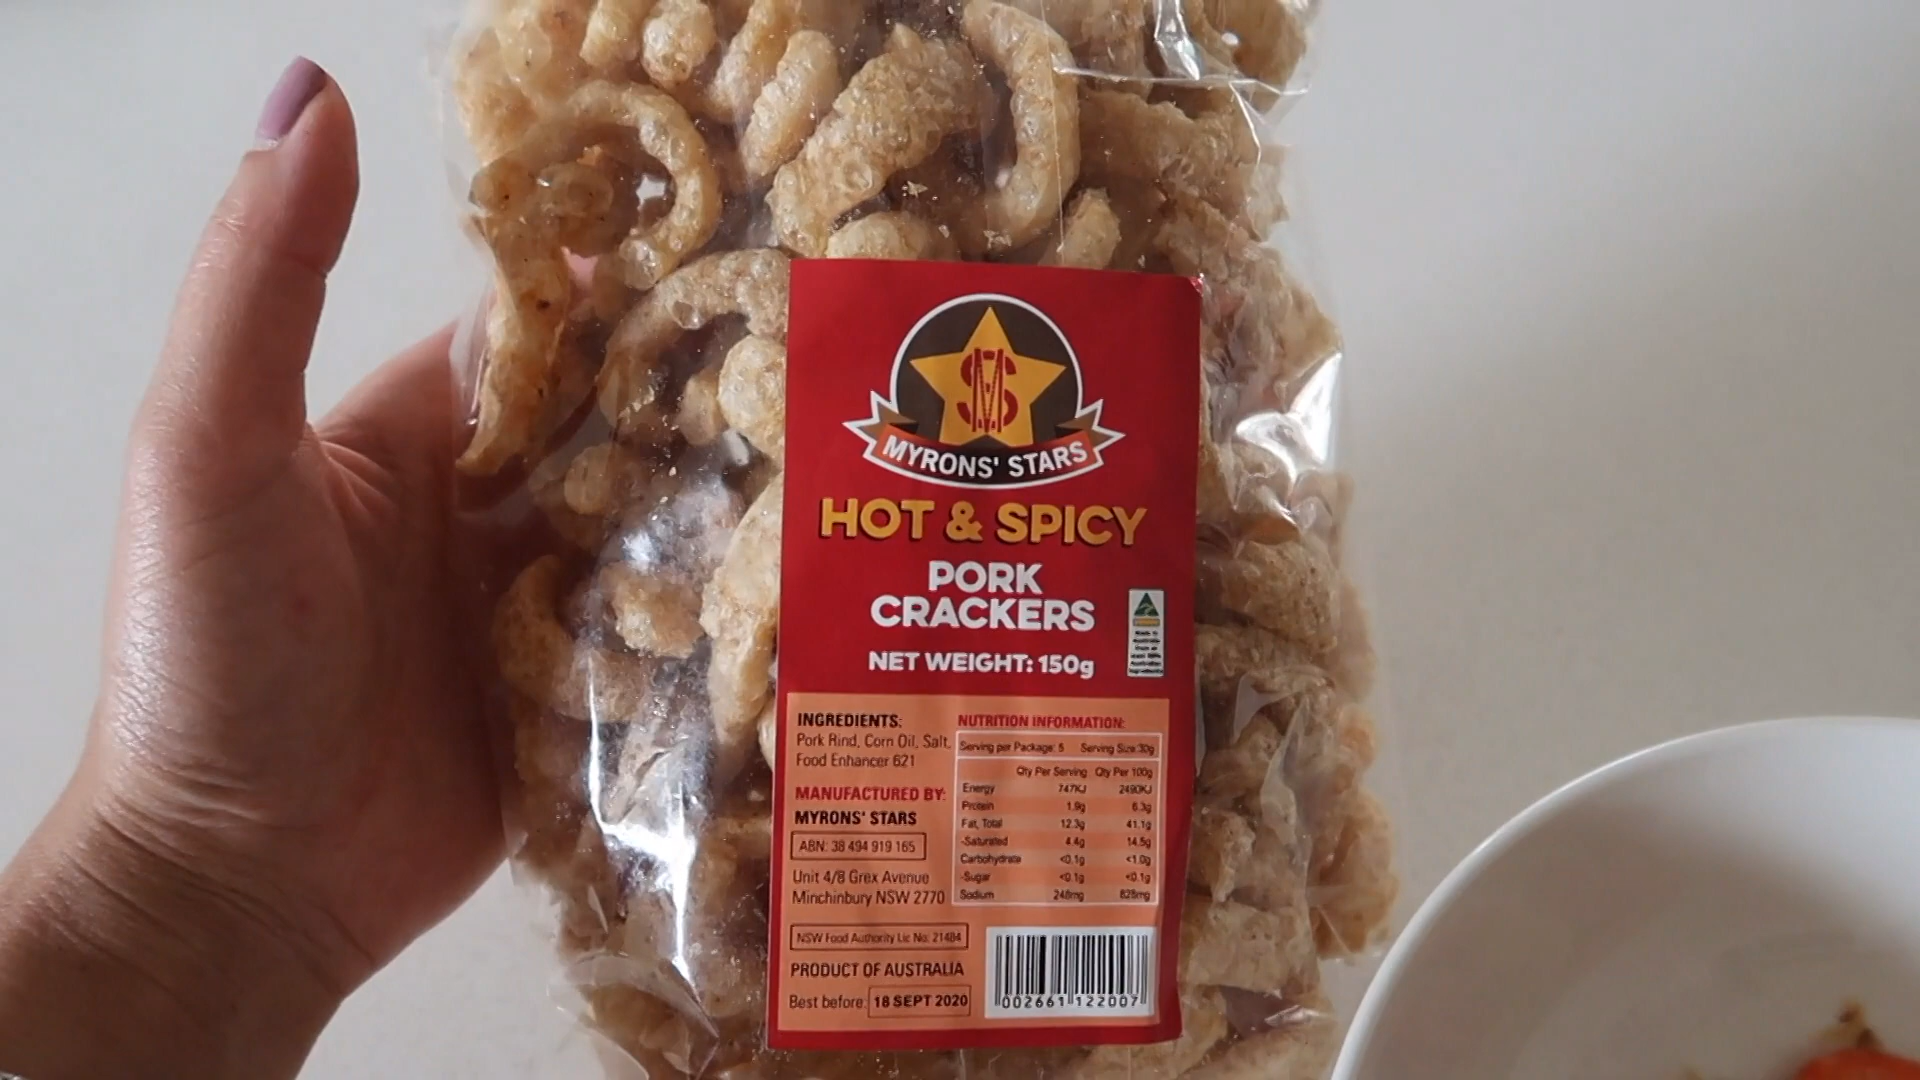 MYRONS' STARS
HOT & SPICY
PORK
CRACKERS
NET WEIGHT: 150g
INGREDIENTS:
Pork Rind, Corn Oil, Salt,
Food Enhancer 621
MANUFACTURED BY:
MYRONS' STARS
ABN: 38 494 919 165
Unit 4/8 Grex Avenue
Minchinbury NSW 2770
NSW Food Authority Lic No: 21484
PRODUCT OF AUSTRALIA
Best before: 18 SEPT 2020
NUTRITION INFORMATION:
Serving per Package: 5 Serving Size:30g
Qty Per Serving Qty Per 100g
Energy 747KJ 2490KJ
Protein 1.9g 6.3g
Fat, Total 12.3g 41.1g
-Saturated 4.4g 14.5g
Carbohydrate <0.1g <1.0g
-Sugar <0.1g <0.1g
Sodium 248mg 828mg
002661 122007